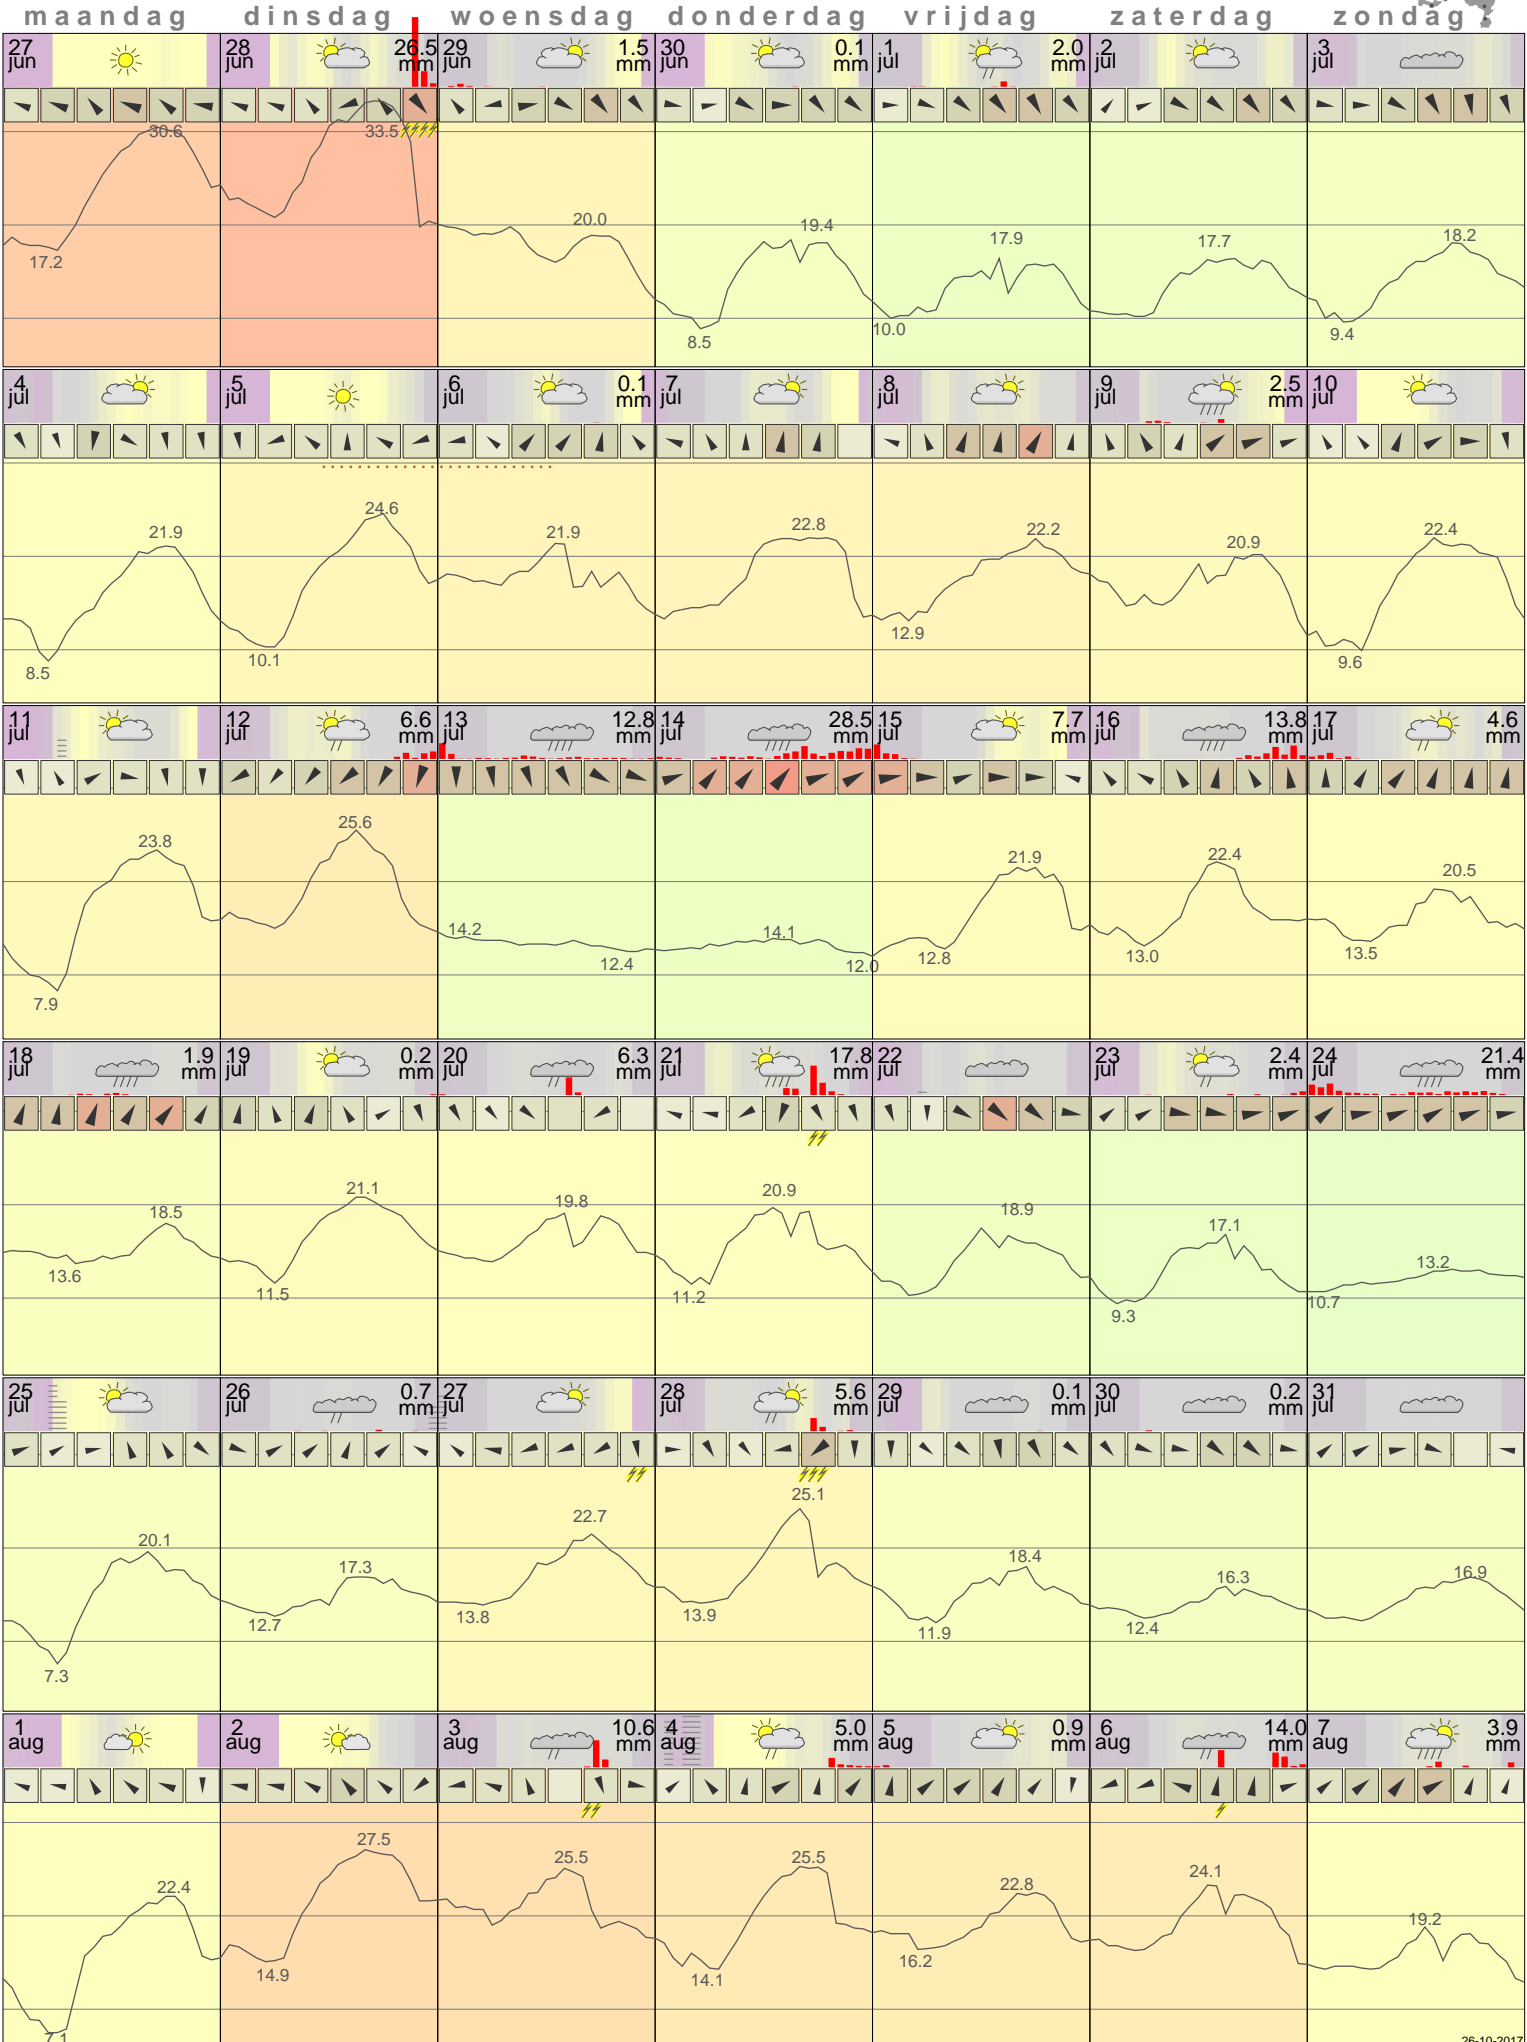 maandag dinsdag woensdag donderdag vrijdag zaterdag zondag
27 28 26.5 29 1.5 30 0.1 1 2.0 2 3
jun jun mm jun mm jun mm jul mm jul jul
30.6 33.5
20.0 19.4 17.9 17.7 18.2
17.2
8.5 10.0 9.4
4 5 6 0.1 7 8 9 2.5 10
jul jul jul mm jul jul jul mm jul
21.9 24.6 21.9 22.8 22.2 20.9 22.4
8.5 10.1 12.9 9.6
11 12 6.6 13 12.8 14 28.5 15 7.7 16 13.8 17 4.6
jul jul mm jul mm jul mm jul mm jul mm jul mm
23.8 25.6 21.9 22.4 20.5
14.2 14.1
7.9 12.4 12.0 12.8 13.0 13.5
18 1.9 19 0.2 20 6.3 21 17.8 22 23 2.4 24 21.4
jul mm jul mm jul mm jul mm jul jul mm jul mm
18.5 21.1 19.8 20.9 18.9 17.1 13.2
13.6 11.5 11.2 9.3 10.7
25 26 0.7 27 28 5.6 29 0.1 30 0.2 31
jul jul mm jul jul mm jul mm jul mm jul
20.1 17.3 22.7 25.1 18.4 16.3 16.9
7.3 12.7 13.8 13.9 11.9 12.4
1 2 3 10.6 4 5.0 5 0.9 6 14.0 7 3.9
aug aug aug mm aug mm aug mm aug mm aug mm
22.4 27.5 25.5 25.5 22.8 24.1 19.2
7.1 14.9 14.1 16.2
26-10-2017